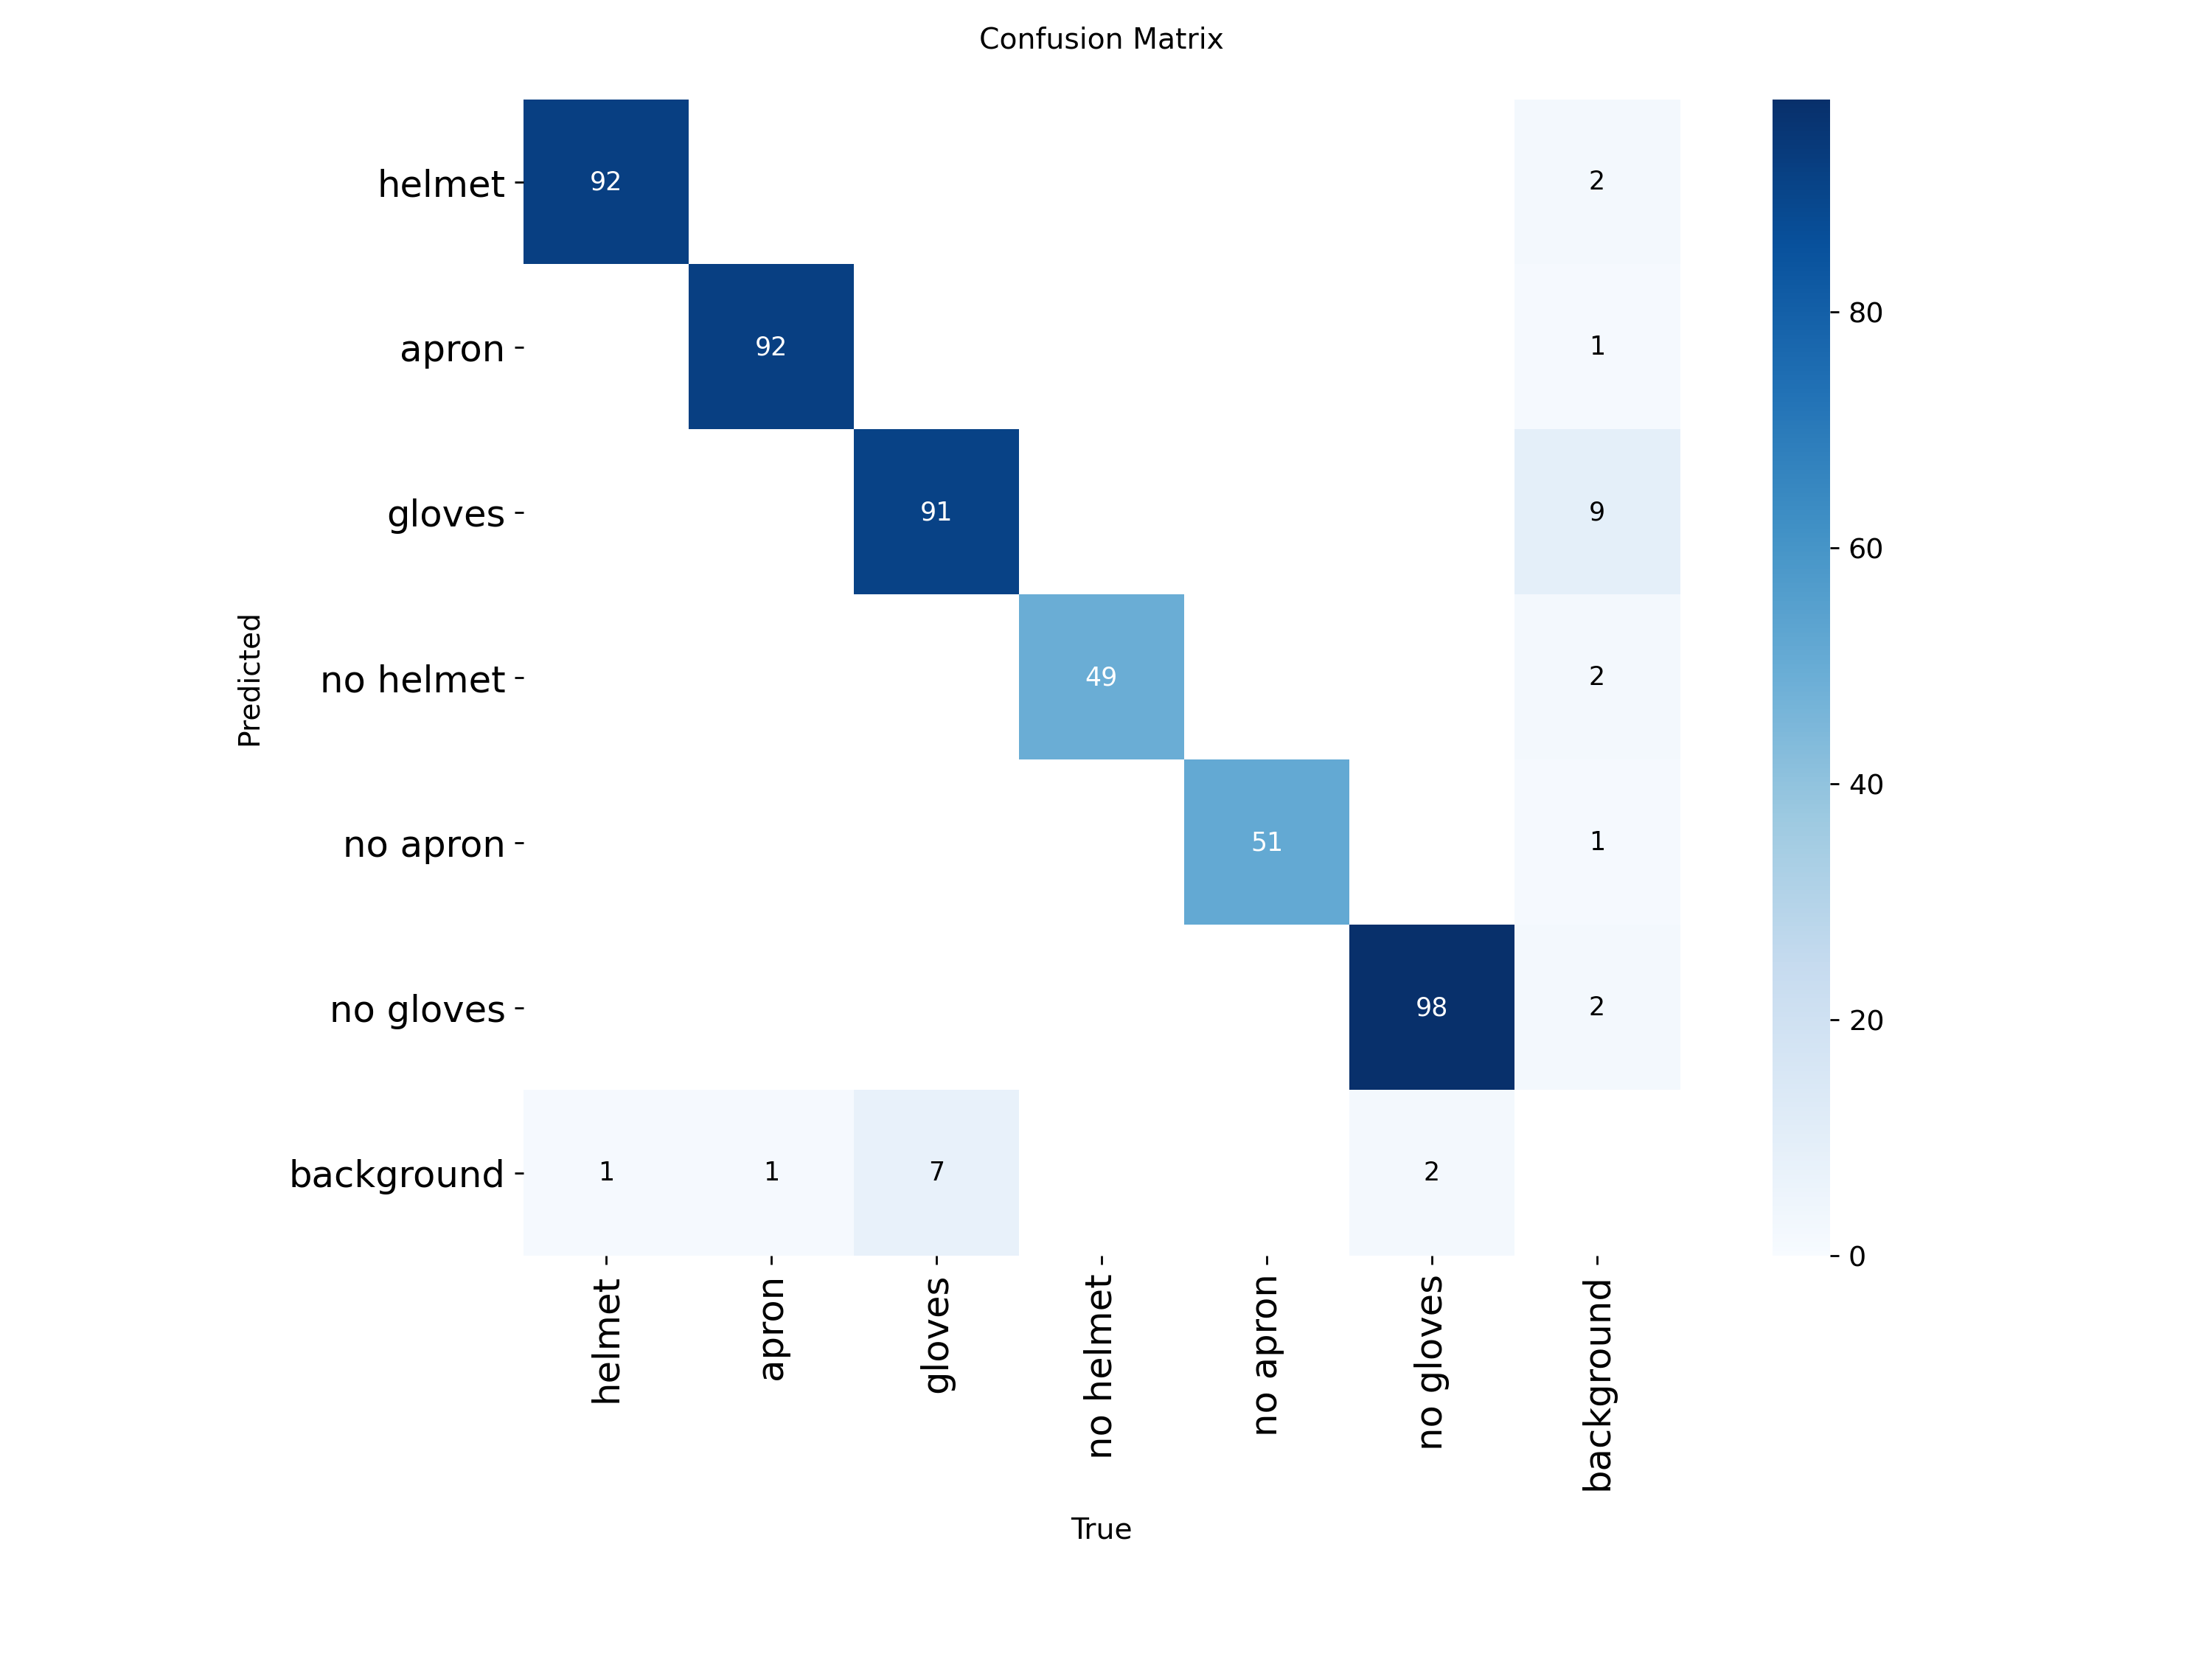 Confusion Matrix
helmet 92 2
apron 92 1
80
gloves 91 9
60
Predicted
no helmet 49 2
40
no apron 51 1
no gloves 98 2
20
background 1 1 7 2
0
helmet
apron
gloves
no helmet
no apron
no gloves
background
True